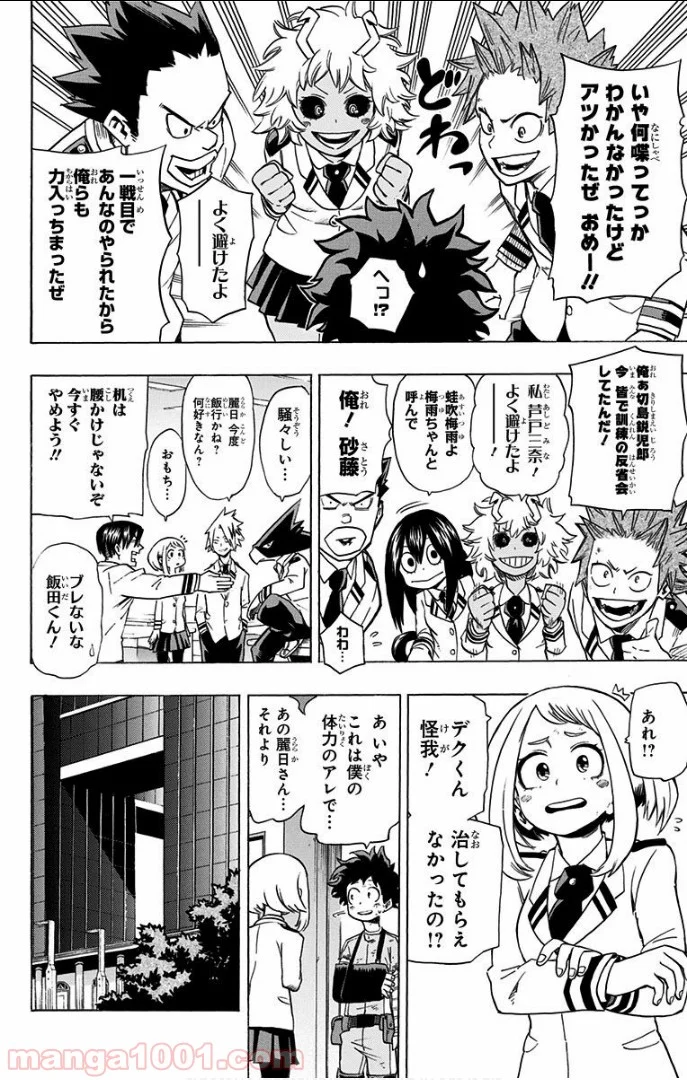 いや何喋ってっか
わかんなかったけど
アツかったぜ おめー!!
どわっ
ヘコ!?
よく避けたよ
――
一戦目で
あんなのやられたから
俺らも
力入っちまったぜ
俺ぁ切島鋭児郎
今 皆で訓練の反省会
してたんだ!
私 芦戸三奈!
よく避けたよ
――
蛙吹梅雨よ
梅雨ちゃんと
呼んで
俺!砂藤
わわ…
騒々しい…
麗日 今度
飯行かね?
何好きなん?
おもち…
机は
腰かけじゃないぞ
今すぐ
やめよう!!
ブレないな
飯田くん!
あれ!?
デクくん
怪我!
治してもらえ
なかったの!?
あいや
これは僕の
体力のアレで…
あの麗日さん…
それより
manga1001.com